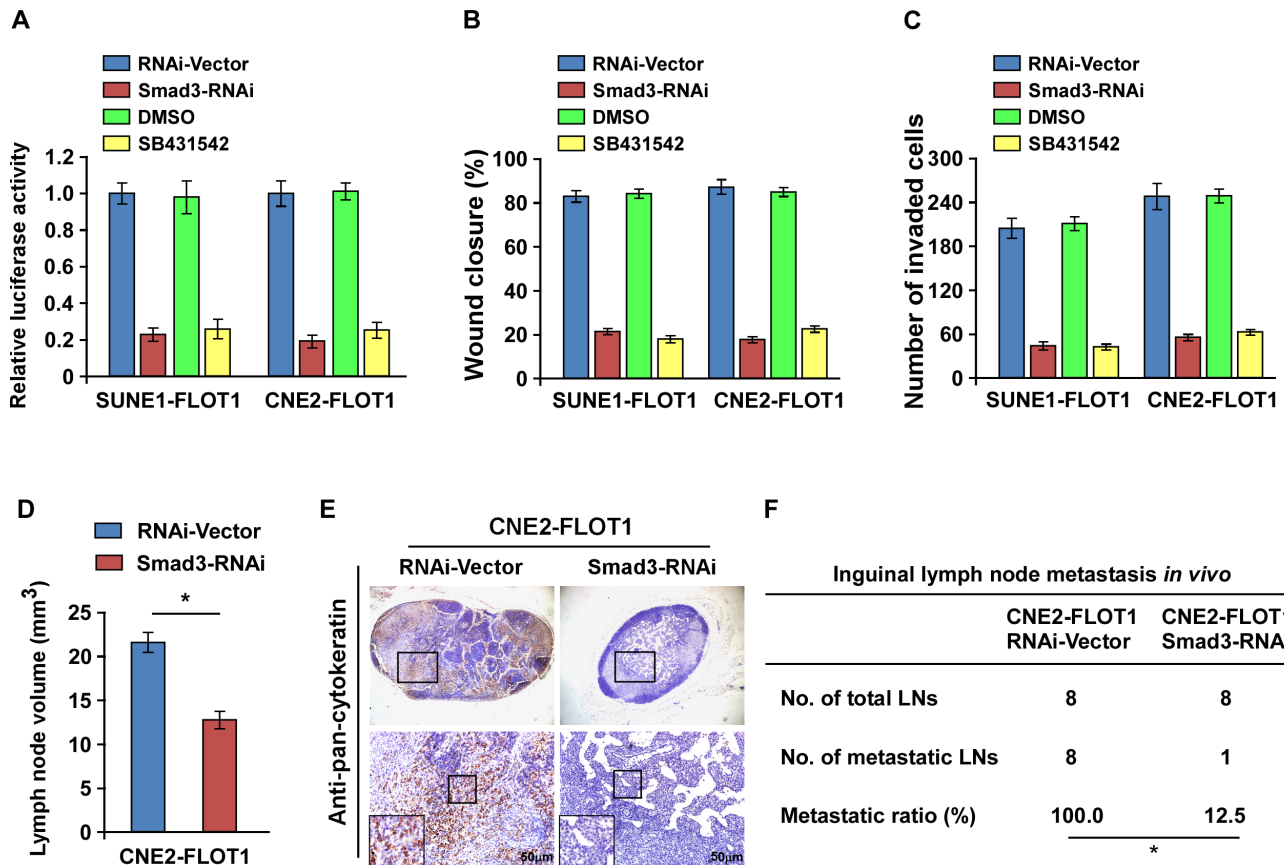 A
RNAi-Vector
Smad3-RNAi
DMSO
SB431542
Relative luciferase activity
1.2
1.0
0.8
0.6
0.4
0.2
0
SUNE1-FLOT1 CNE2-FLOT1
B
RNAi-Vector
Smad3-RNAi
DMSO
SB431542
Wound closure (%)
100
80
60
40
20
0
SUNE1-FLOT1 CNE2-FLOT1
C
RNAi-Vector
Smad3-RNAi
DMSO
SB431542
Number of invaded cells
300
240
180
120
60
0
SUNE1-FLOT1 CNE2-FLOT1
D
RNAi-Vector
Smad3-RNAi
Lymph node volume (mm³)
25
20
15
10
5
0
*
CNE2-FLOT1
E
CNE2-FLOT1
RNAi-Vector Smad3-RNAi
Anti-pan-cytokeratin
50μm 50μm
F
Inguinal lymph node metastasis in vivo
CNE2-FLOT1 CNE2-FLOT1
RNAi-Vector Smad3-RNA
No. of total LNs 8 8
No. of metastatic LNs 8 1
Metastatic ratio (%) 100.0 12.5
*